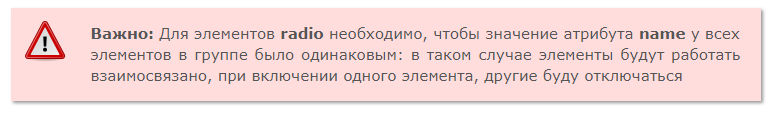 Важно: Для элементов radio необходимо, чтобы значение атрибута name у всех
элементов в группе было одинаковым: в таком случае элементы будут работать
взаимосвязано, при включении одного элемента, другие буду отключаться